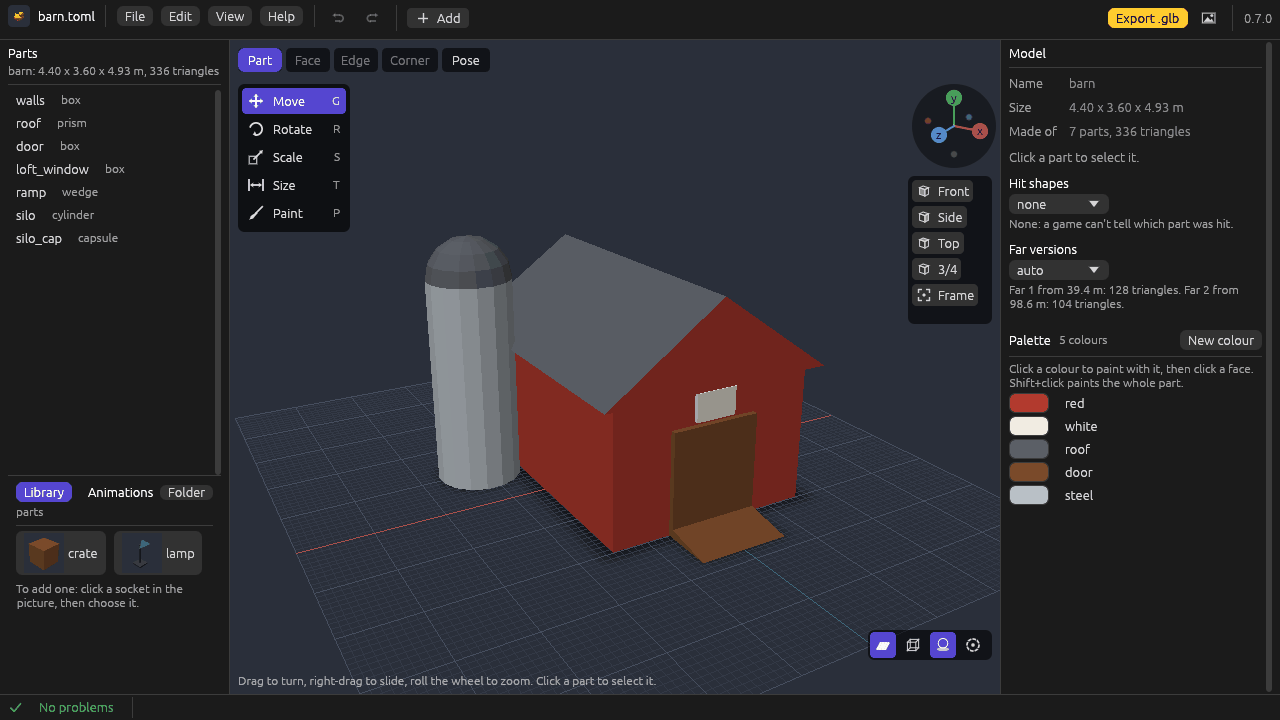 barn.toml File Edit View Help + Add Export .glb 0.7.0
Parts
barn: 4.40 x 3.60 x 4.93 m, 336 triangles
walls box
roof prism
door box
loft_window box
ramp wedge
silo cylinder
silo_cap capsule
Library Animations Folder
parts
crate lamp
To add one: click a socket in the
picture, then choose it.
Part Face Edge Corner Pose
Move G
Rotate R
Scale S
Size T
Paint P
y
x
z
Front
Side
Top
3/4
Frame
Drag to turn, right-drag to slide, roll the wheel to zoom. Click a part to select it.
Model
Name barn
Size 4.40 x 3.60 x 4.93 m
Made of 7 parts, 336 triangles
Click a part to select it.
Hit shapes
none
None: a game can't tell which part was hit.
Far versions
auto
Far 1 from 39.4 m: 128 triangles. Far 2 from
98.6 m: 104 triangles.
Palette 5 colours New colour
Click a colour to paint with it, then click a face.
Shift+click paints the whole part.
red
white
roof
door
steel
No problems